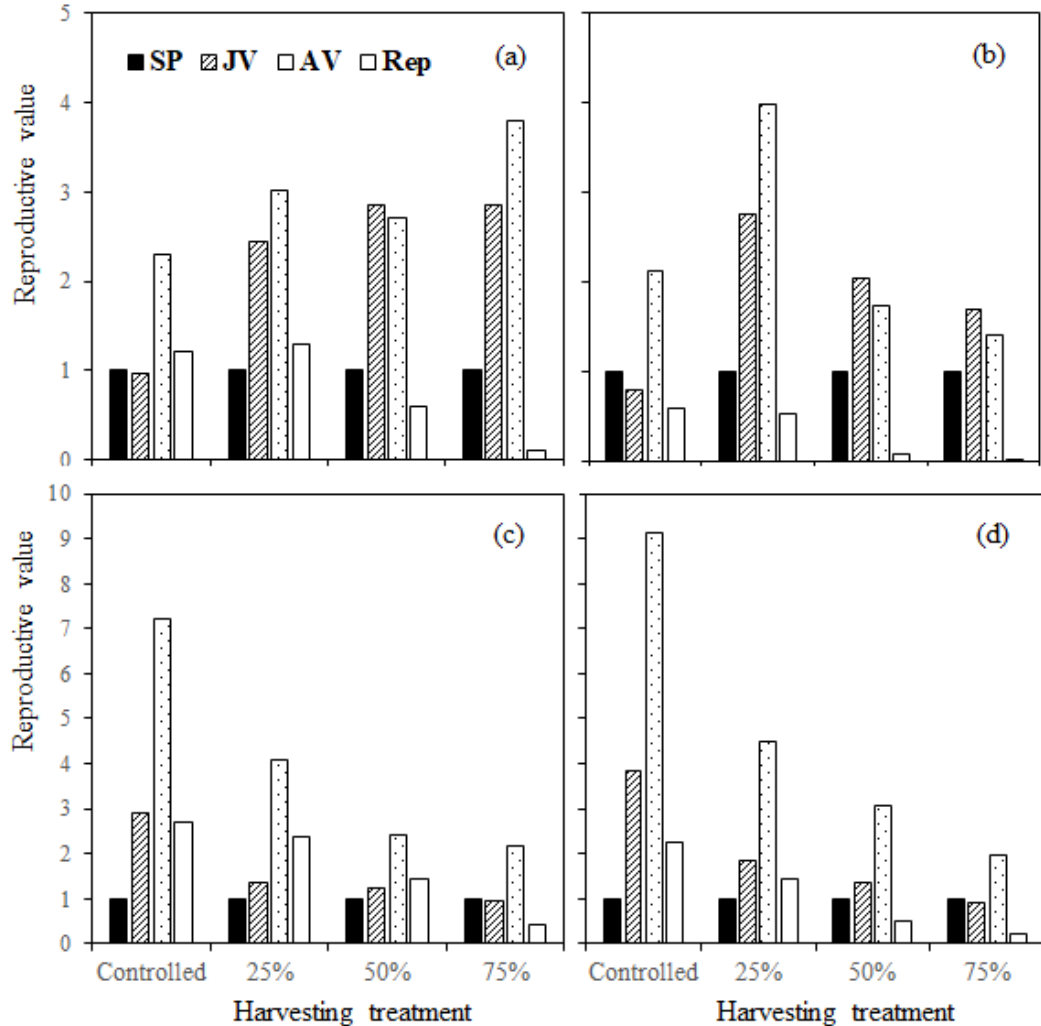 5
4
3
2
1
0
Reproductive value
SP JV AV Rep
(a)
(b)
10
9
8
7
6
5
4
3
2
1
0
Reproductive value
(c)
(d)
Controlled 25% 50% 75%
Controlled 25% 50% 75%
Harvesting treatment
Harvesting treatment